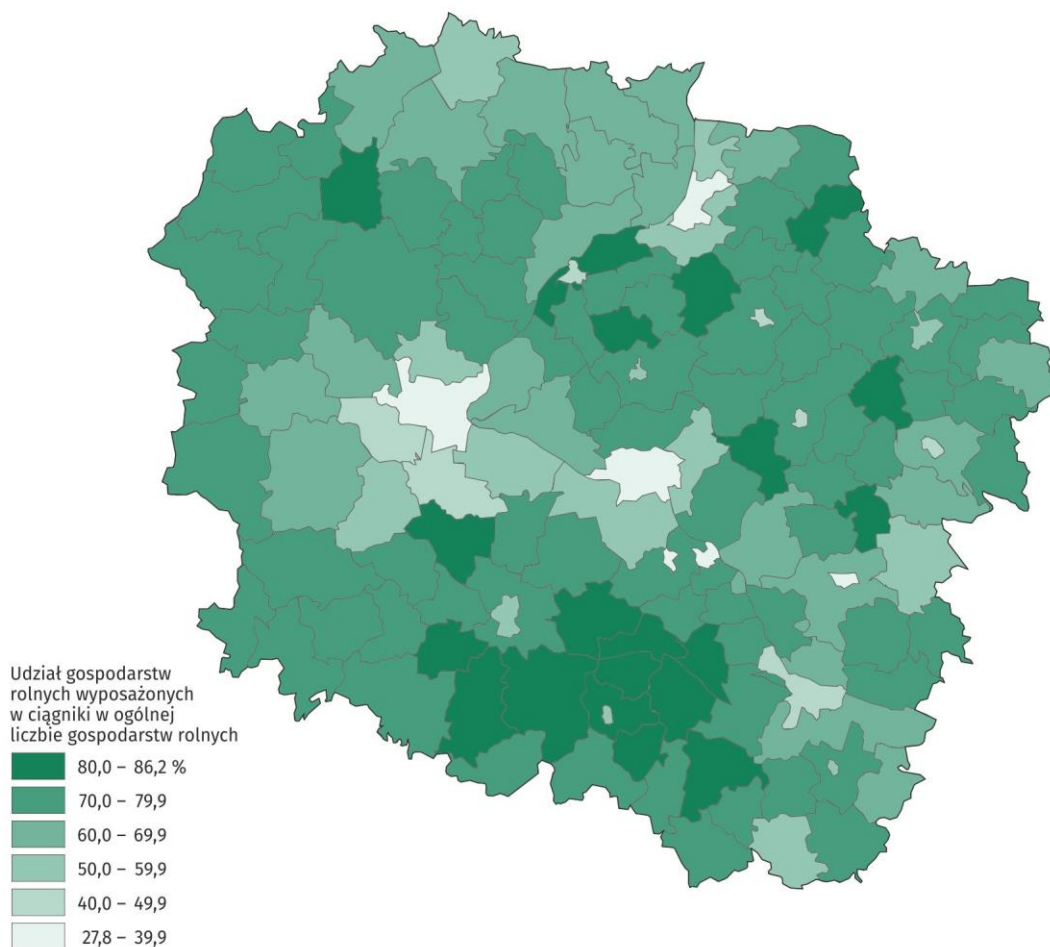 Udział gospodarstw
rolnych wyposażonych
w ciągniki w ogólnej
liczbie gospodarstw rolnych
80,0 – 86,2 %
70,0 – 79,9
60,0 – 69,9
50,0 – 59,9
40,0 – 49,9
27,8 – 39,9